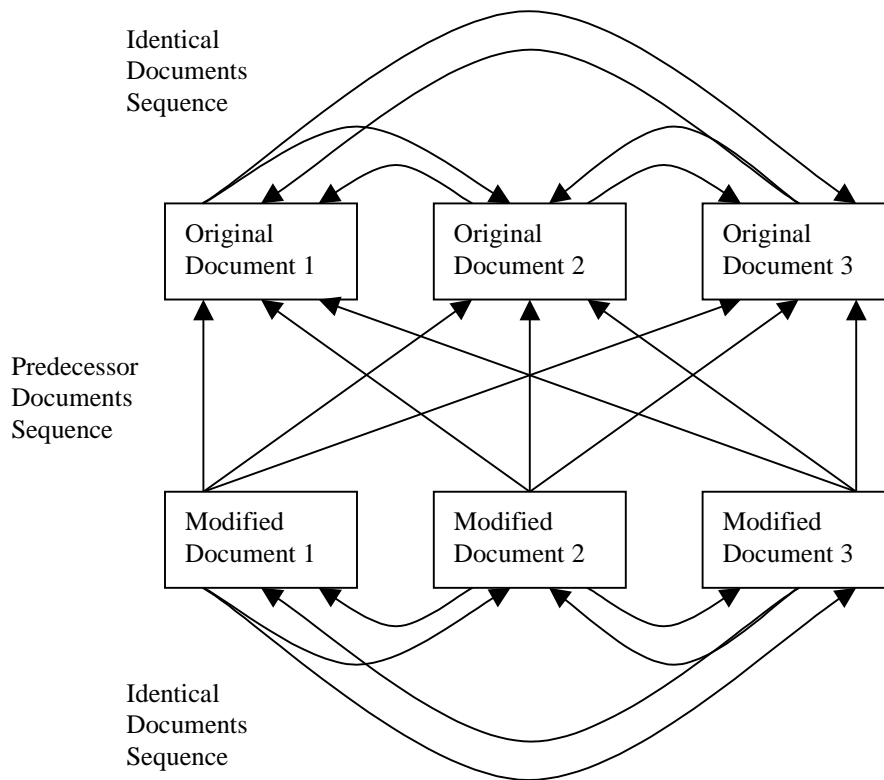 Identical
Documents
Sequence
Original
Document 1
Original
Document 2
Original
Document 3
Predecessor
Documents
Sequence
Modified
Document 1
Modified
Document 2
Modified
Document 3
Identical
Documents
Sequence